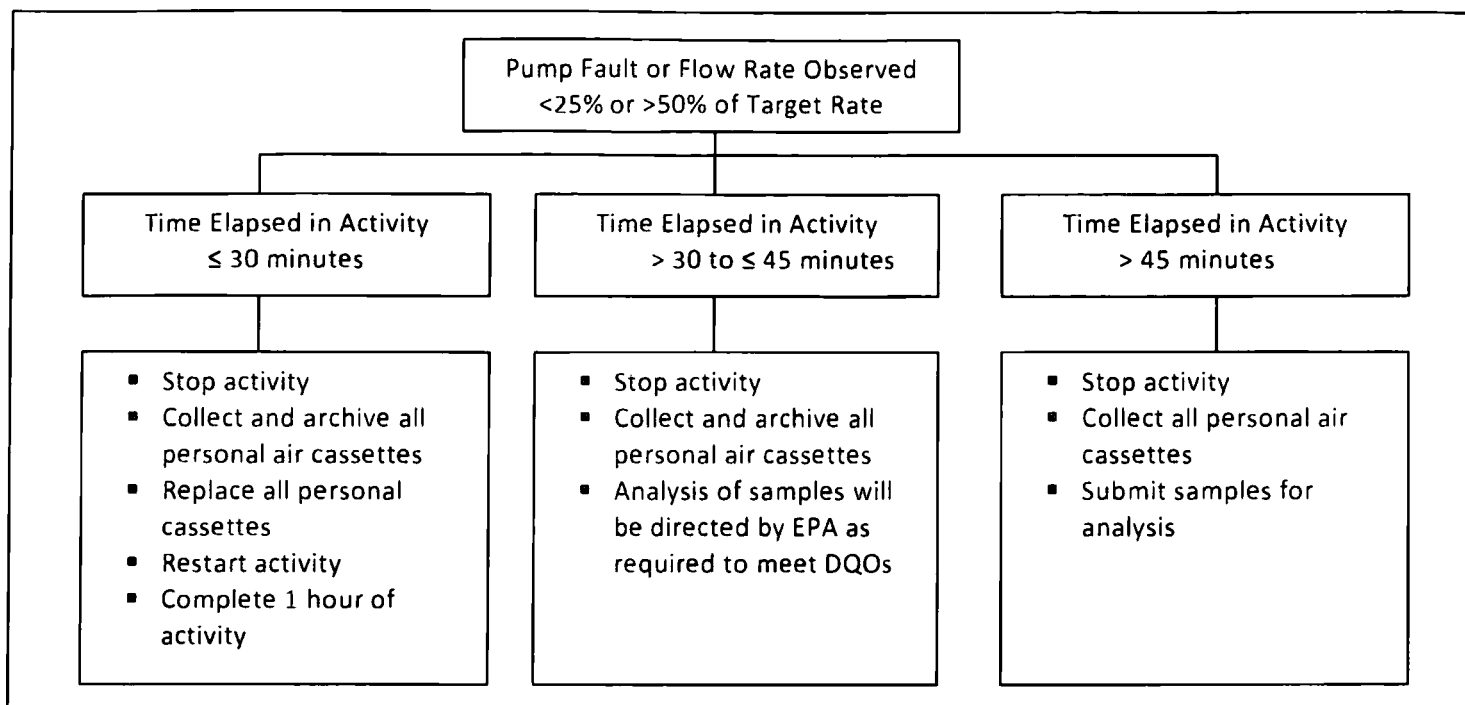 Pump Fault or Flow Rate Observed
<25% or >50% of Target Rate
Time Elapsed in Activity
≤ 30 minutes
Time Elapsed in Activity
> 30 to ≤ 45 minutes
Time Elapsed in Activity
> 45 minutes
▪ Stop activity
▪ Collect and archive all
personal air cassettes
▪ Replace all personal
cassettes
▪ Restart activity
▪ Complete 1 hour of
activity
▪ Stop activity
▪ Collect and archive all
personal air cassettes
▪ Analysis of samples will
be directed by EPA as
required to meet DQOs
▪ Stop activity
▪ Collect all personal air
cassettes
▪ Submit samples for
analysis